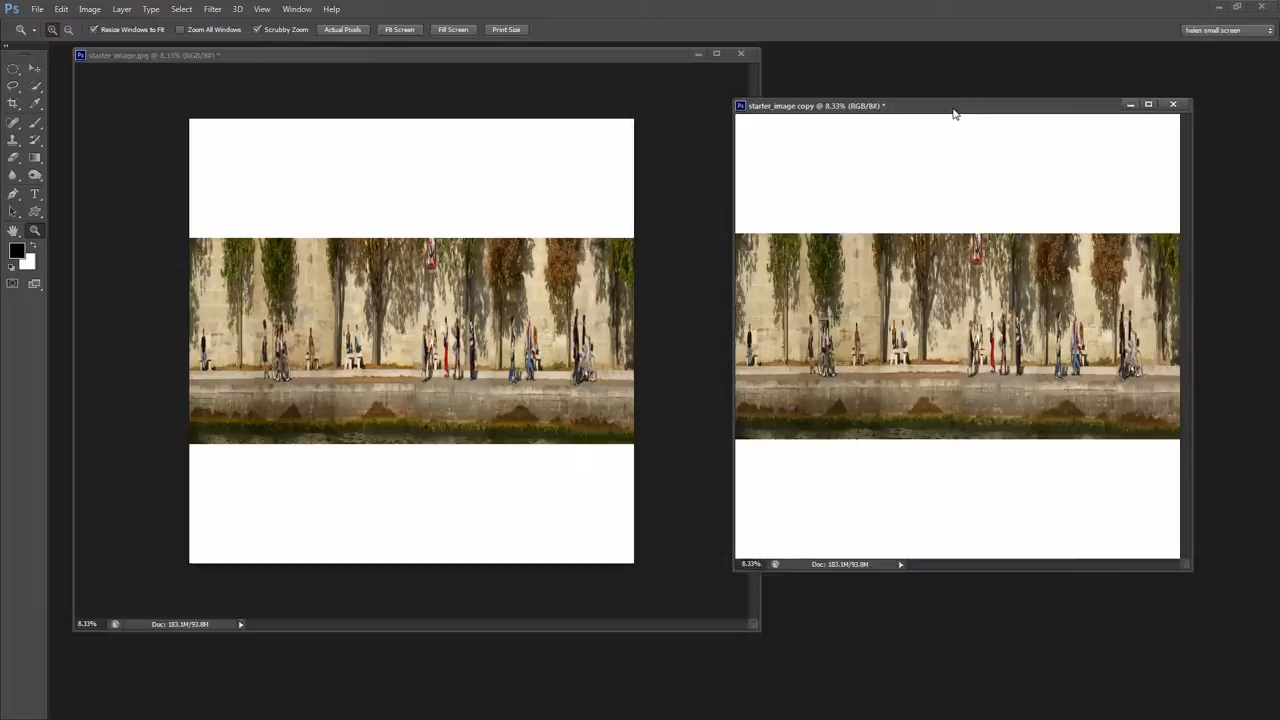 Ps File Edit Image Layer Type Select Filter 3D View Window Help
Resize Windows to Fit Zoom All Windows Scrubby Zoom Actual Pixels Fit Screen Fill Screen Print Size helen small screen
Ps starter_image.jpg @ 8.33% (RGB/8#) *
Ps starter_image copy @ 8.33% (RGB/8#) *
T
8.33% Doc: 183.1M/93.8M
8.33% Doc: 183.1M/93.8M